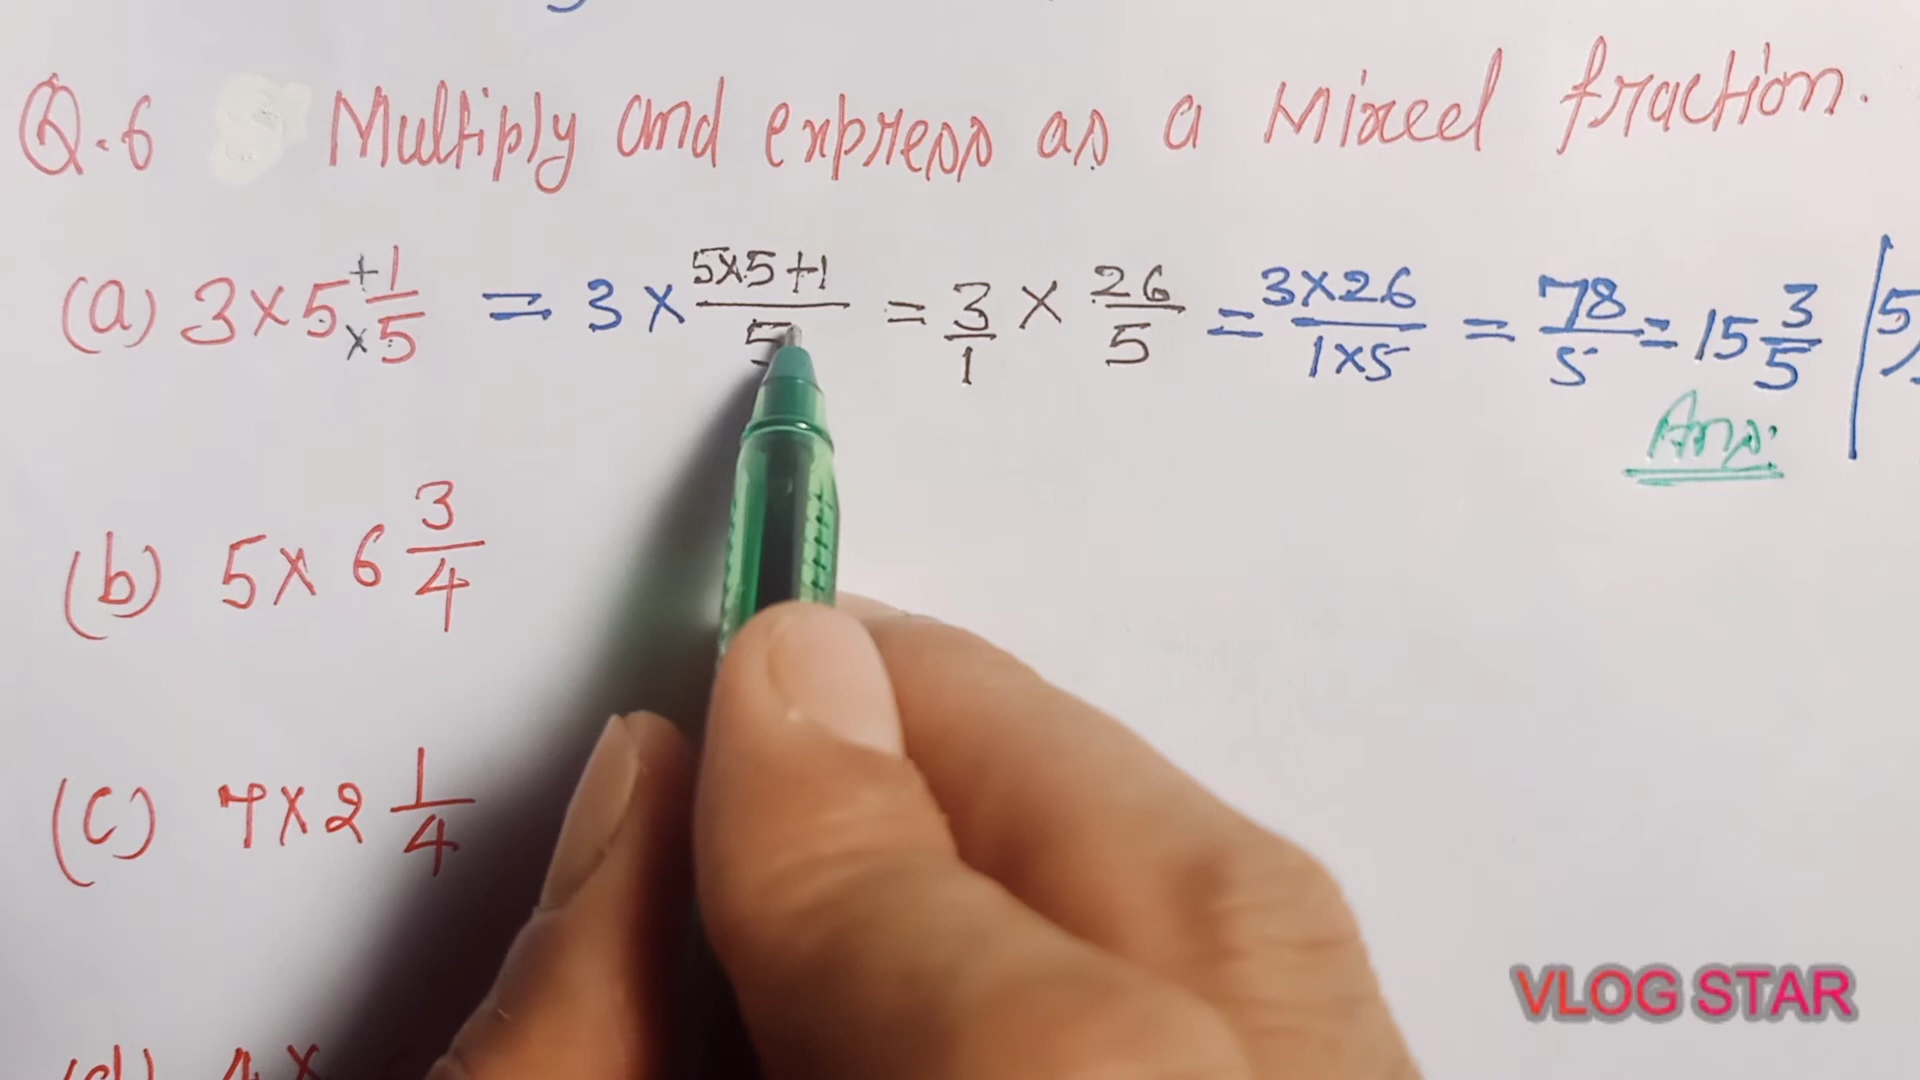 Q.6 Multiply and express as a Mixed fraction.
(a) 3×5 1/5 = 3× 5×5+1/5 = 3/1 × 26/5 = 3×26/1×5 = 78/5 = 15 3/5 | 5
+
×
Ans.
(b) 5× 6 3/4
(c) 7×2 1/4
(d) 4×
VLOG STAR